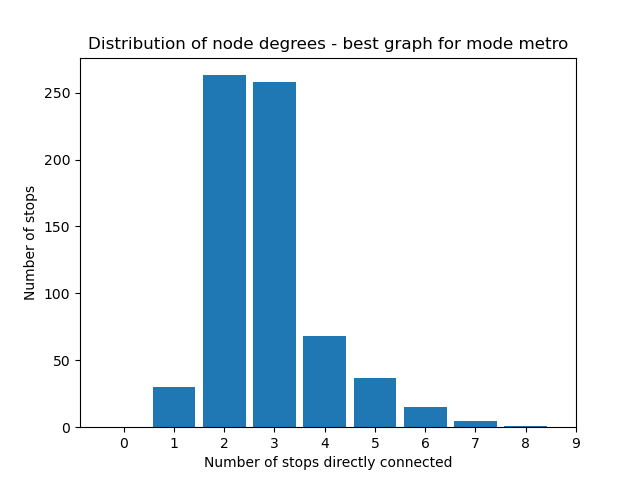 Distribution of node degrees - best graph for mode metro
250
200
150
100
50
0
Number of stops
0 1 2 3 4 5 6 7 8 9
Number of stops directly connected